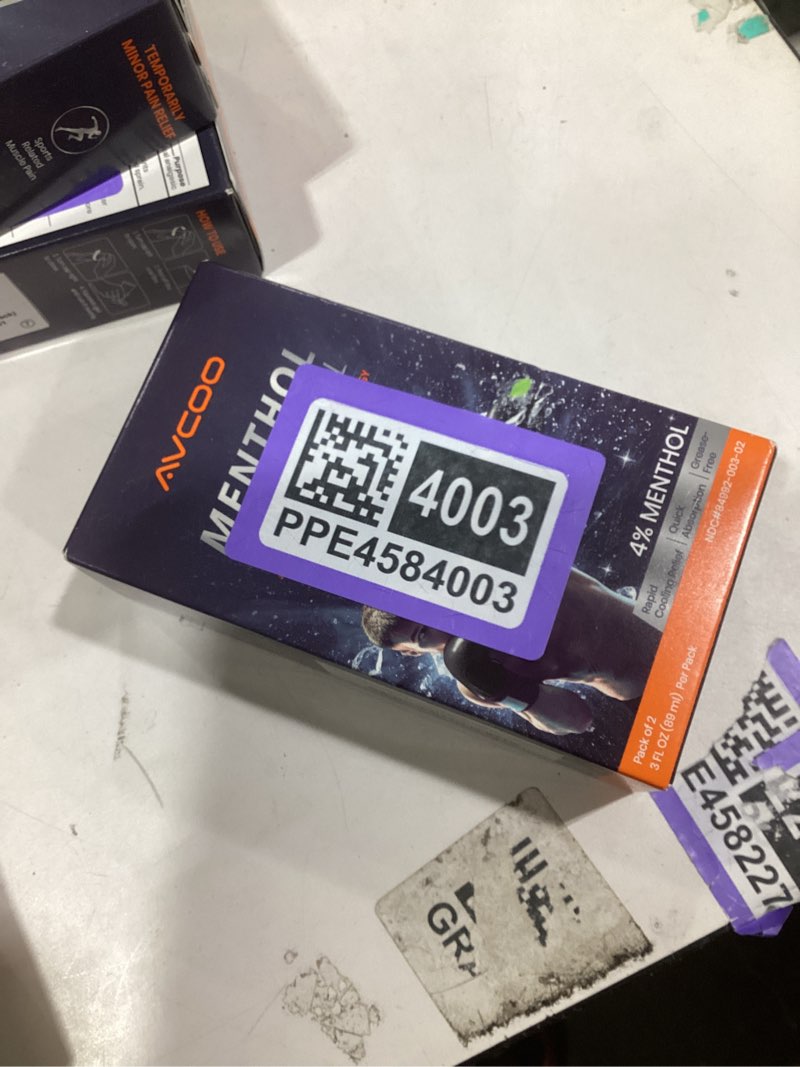 TEMPORARILY
MINOR PAIN RELIEF
Sports
Related
Muscle Pain
Purpose
HOW TO USE
AVCOO
MENTHOL
4003
PPE4584003
4% MENTHOL
Rapid
Cooling Relief
Quick
Absorption
Grease-
Free
NDC#84992-003-02
Pack of 2
3 FL OZ (89 ml) Per Pack
E458227
GR